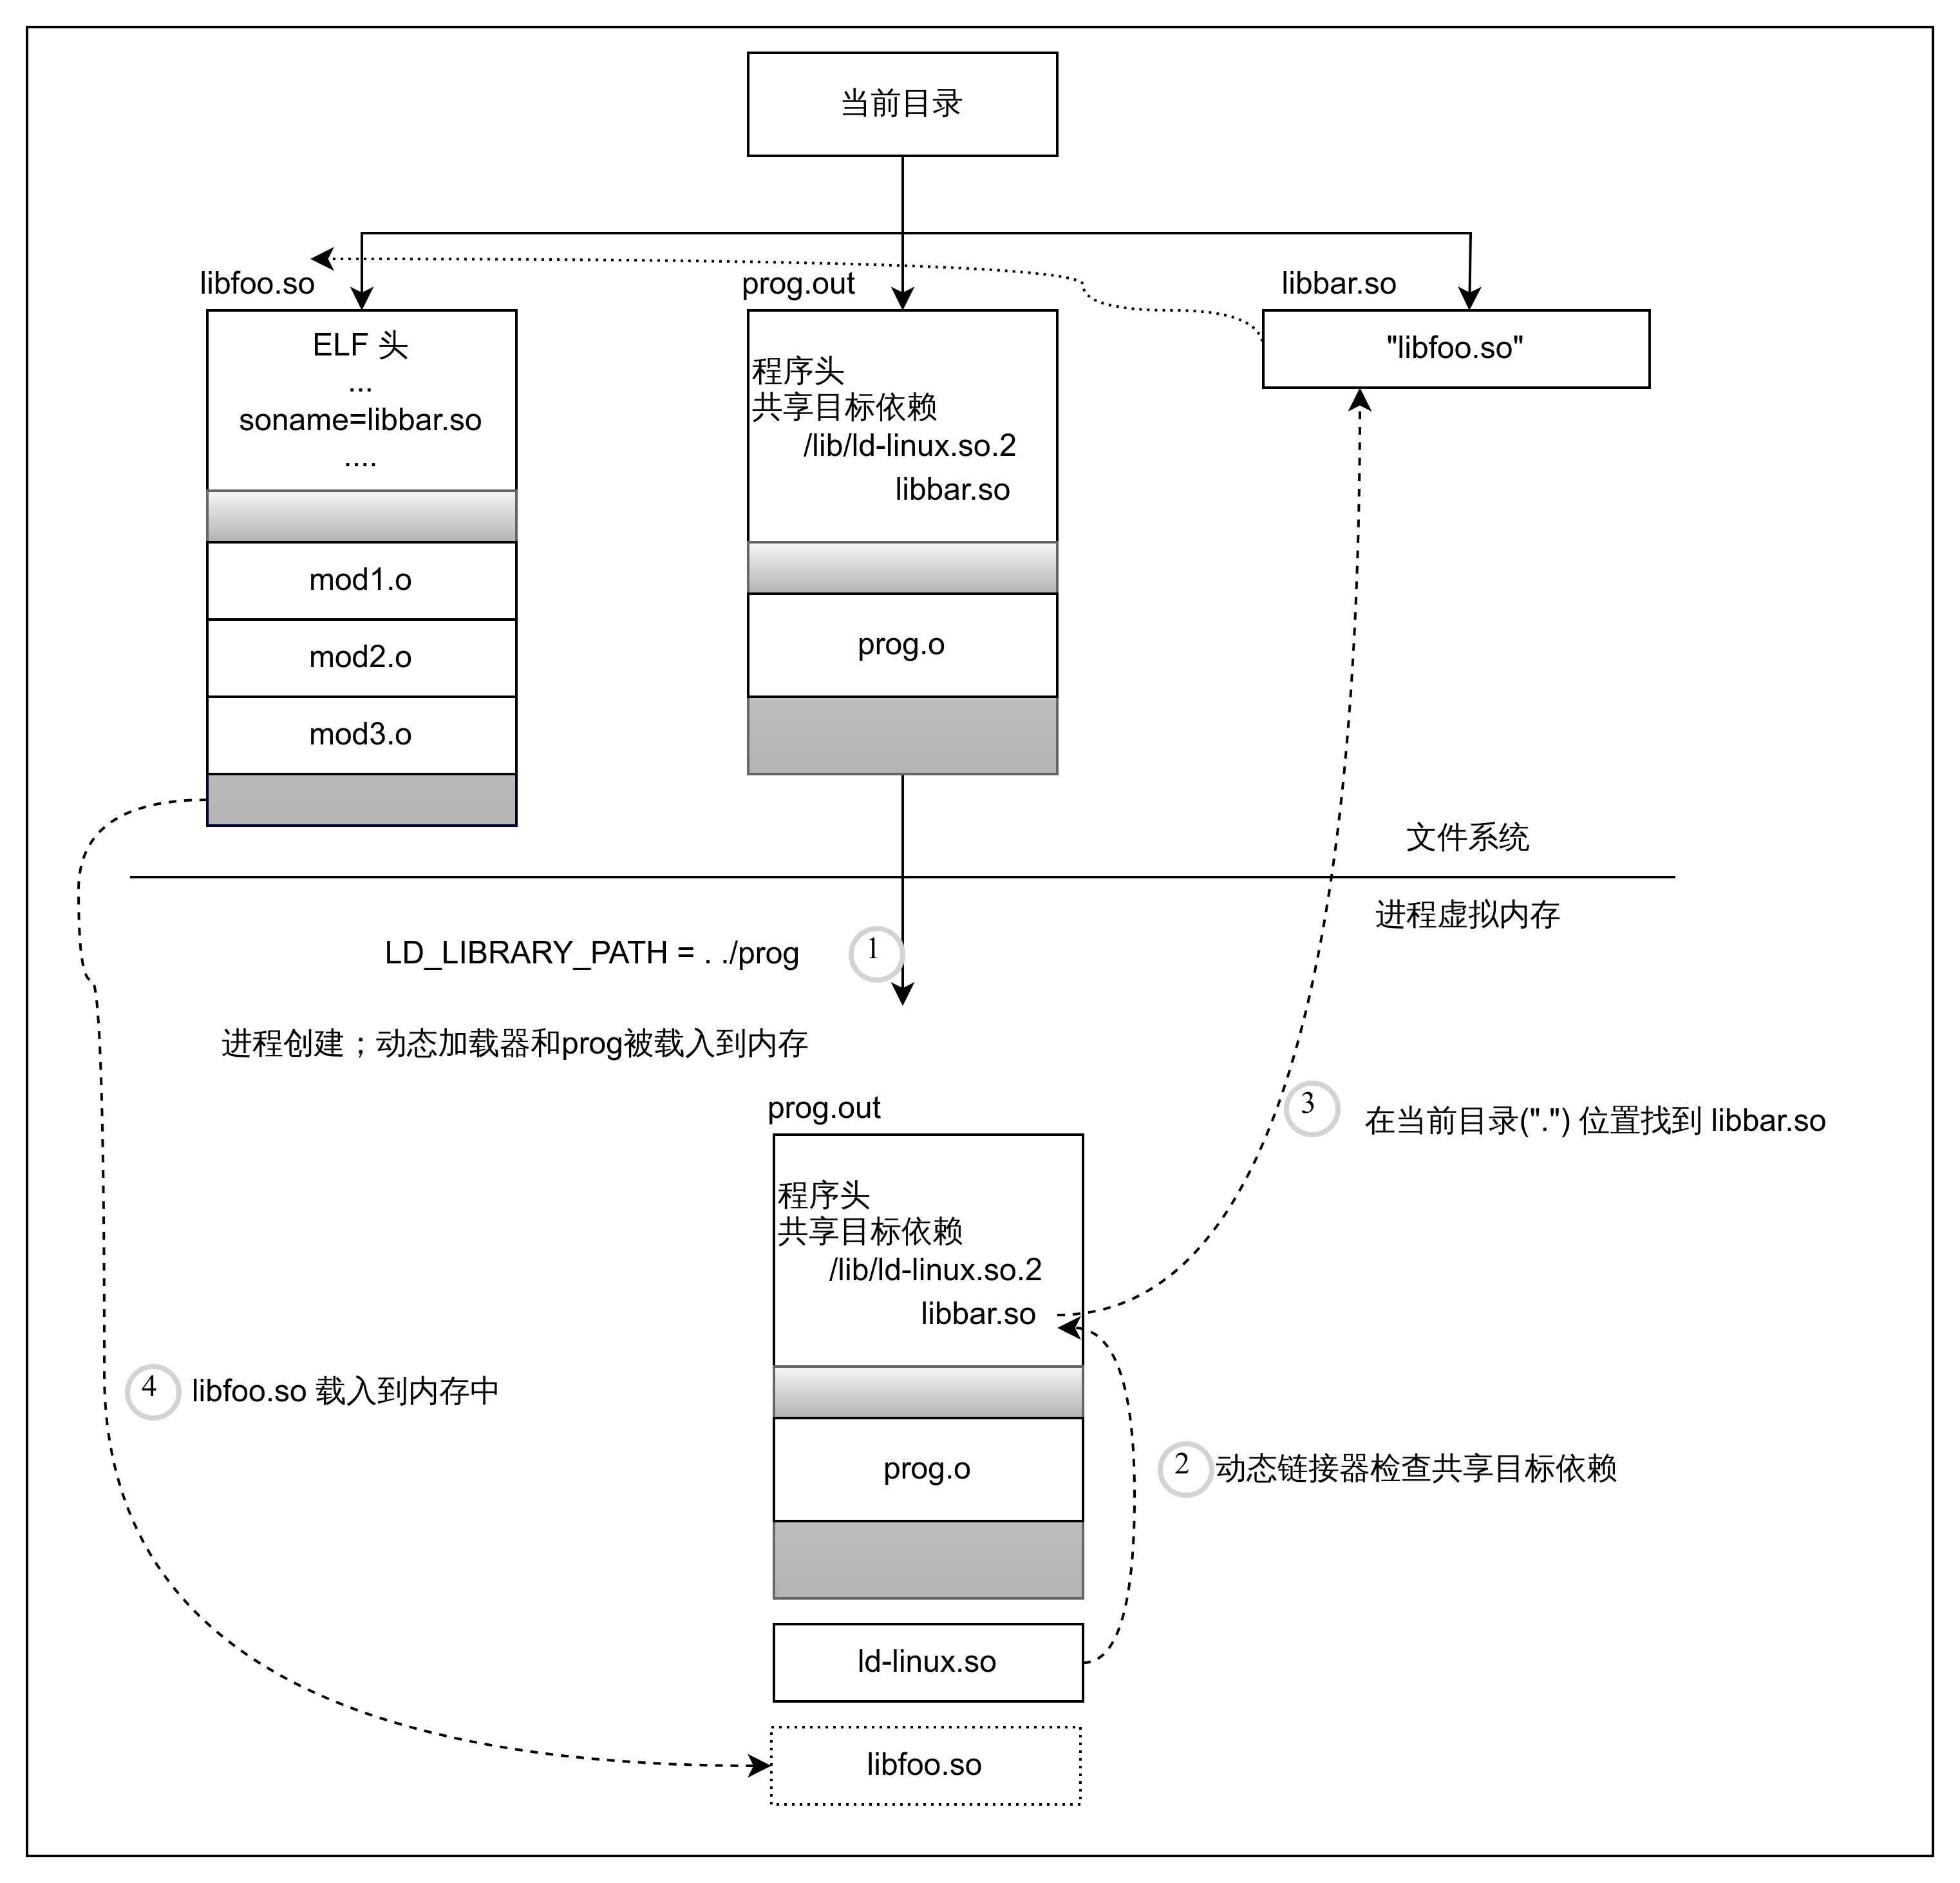 当前目录
libfoo.so
prog.out
libbar.so
ELF 头
...
soname=libbar.so
....
mod1.o
mod2.o
mod3.o
程序头
共享目标依赖
/lib/ld-linux.so.2
libbar.so
prog.o
"libfoo.so"
文件系统
进程虚拟内存
LD_LIBRARY_PATH = . ./prog
1
进程创建；动态加载器和prog被载入到内存
prog.out
3
在当前目录(".") 位置找到 libbar.so
程序头
共享目标依赖
/lib/ld-linux.so.2
libbar.so
4
libfoo.so 载入到内存中
prog.o
2
动态链接器检查共享目标依赖
ld-linux.so
libfoo.so